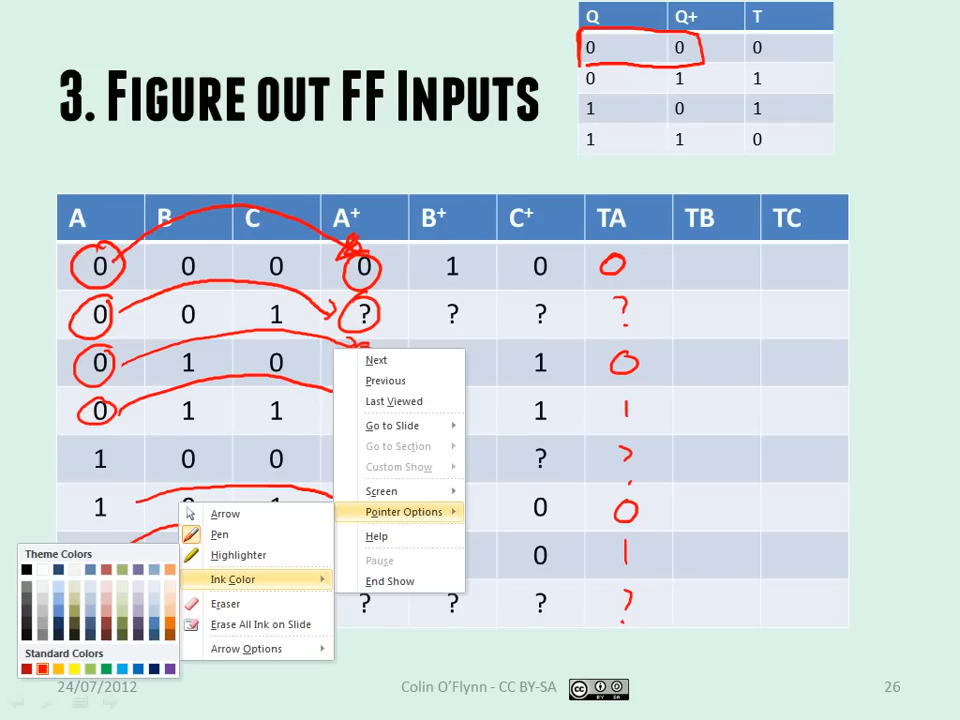 Q Q+ T
0 0 0
0 1 1
1 0 1
1 1 0
3. Figure out FF Inputs
A B C A+ B+ C+ TA TB TC
0 0 0 0 1 0 0
0 0 1 ? ? ? ?
0 1 0 1 0
0 1 1 1 1
1 0 0 ? ?
1 0 1 0 0
0 1
? ? ? ?
Next
Previous
Last Viewed
Go to Slide
Go to Section
Custom Show
Screen
Pointer Options
Help
Pause
End Show
Arrow
Pen
Highlighter
Ink Color
Eraser
Erase All Ink on Slide
Arrow Options
Theme Colors
Standard Colors
24/07/2012 Colin O'Flynn - CC BY-SA 26